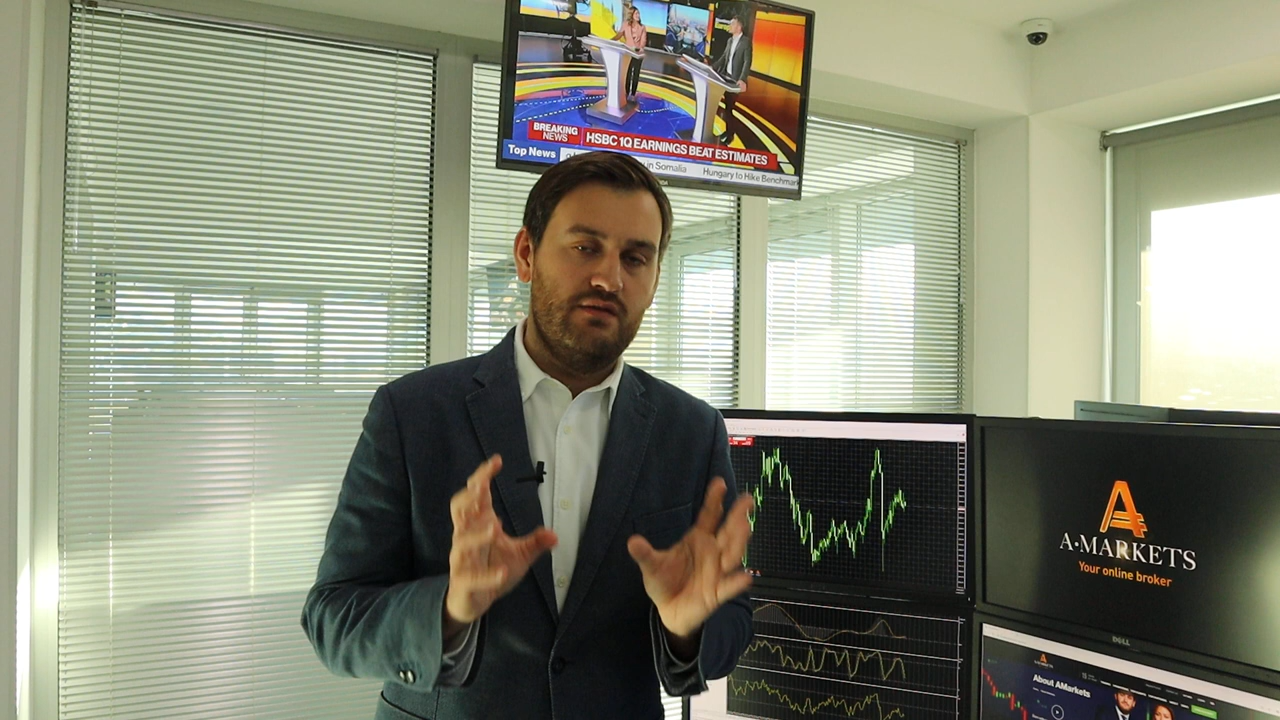 BREAKING
NEWS
HSBC 1Q EARNINGS BEAT ESTIMATES
Top News
in Somalia
Hungary to Hike Benchmark
A·MARKETS
Your online broker
DELL
About AMarkets